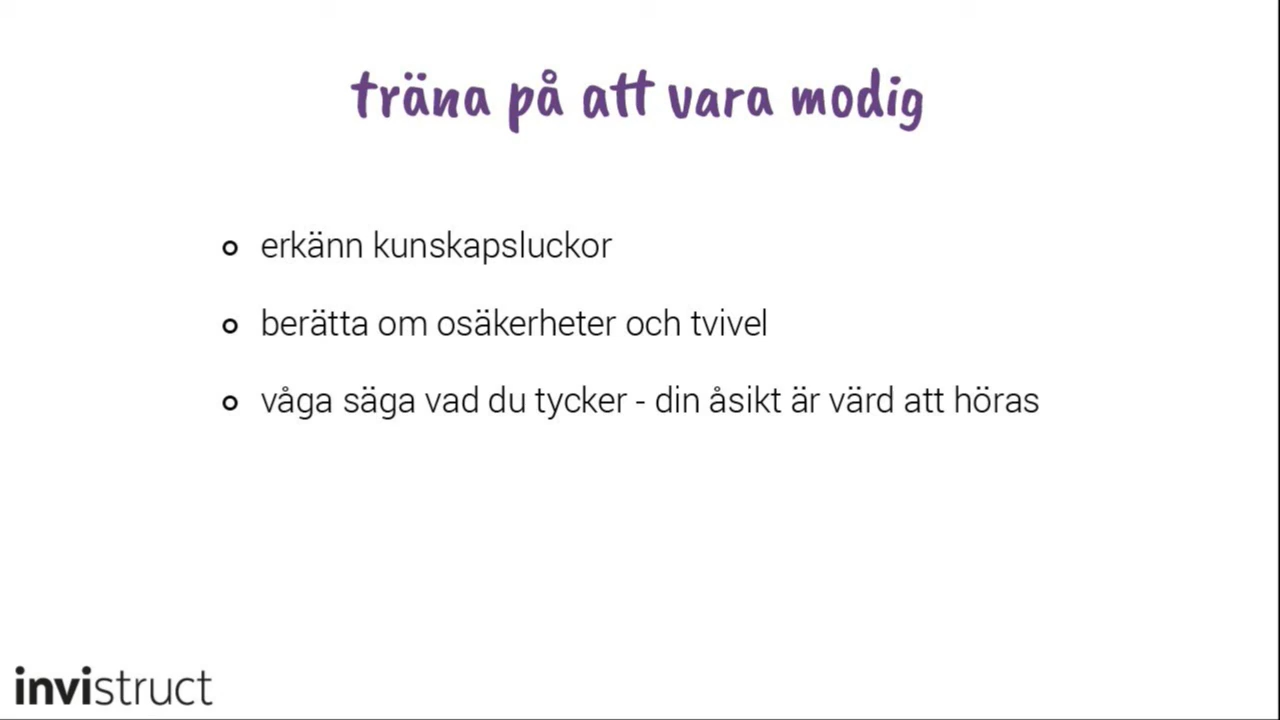 träna på att vara modig
erkänn kunskapsluckor
berätta om osäkerheter och tvivel
våga säga vad du tycker - din åsikt är värd att höras
invistruct